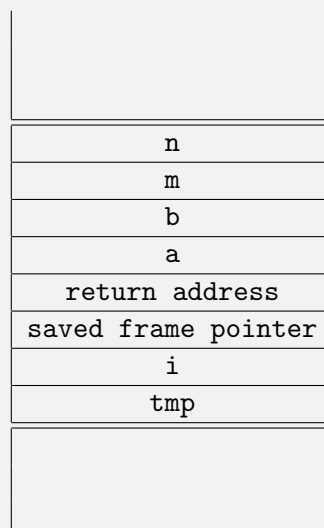 n
m
b
a
return address
saved frame pointer
i
tmp